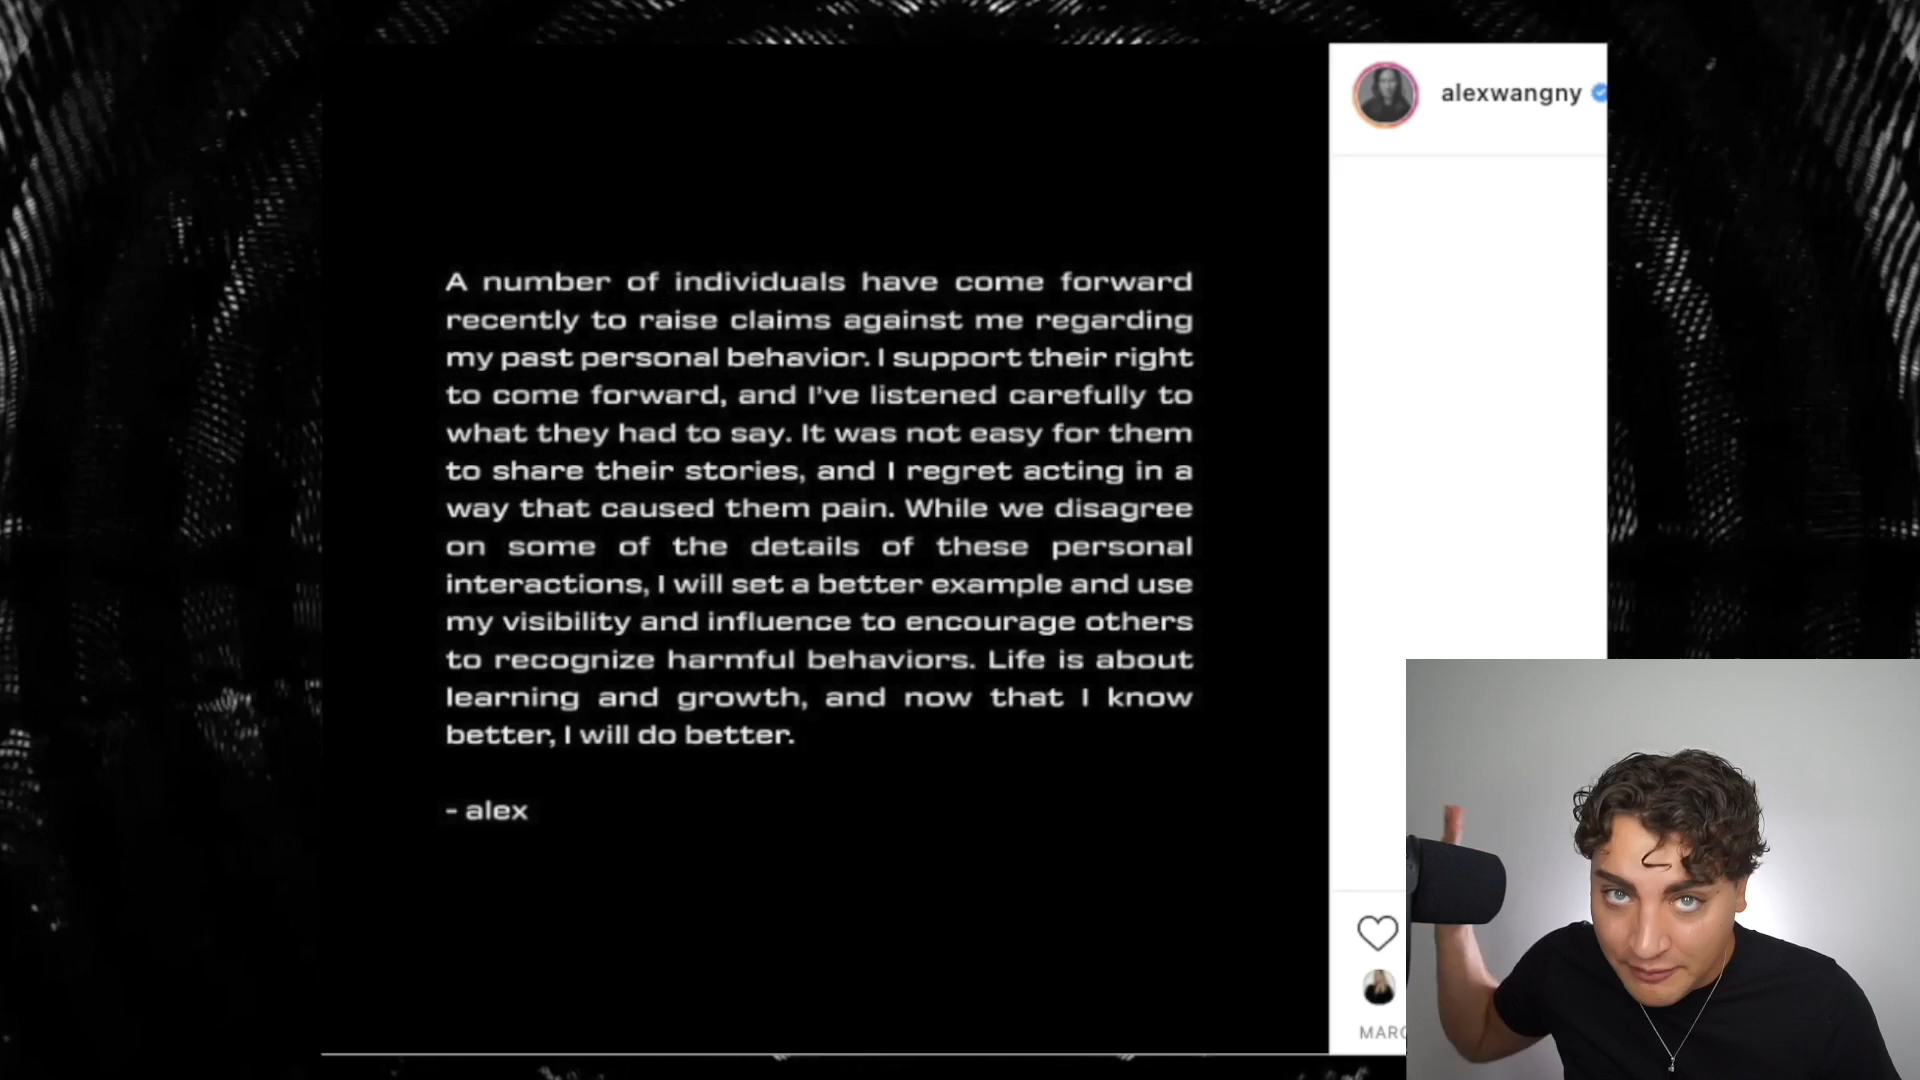 A number of individuals have come forward
recently to raise claims against me regarding
my past personal behavior. I support their right
to come forward, and I've listened carefully to
what they had to say. It was not easy for them
to share their stories, and I regret acting in a
way that caused them pain. While we disagree
on some of the details of these personal
interactions, I will set a better example and use
my visibility and influence to encourage others
to recognize harmful behaviors. Life is about
learning and growth, and now that I know
better, I will do better.
- alex
alexwangny
MARC